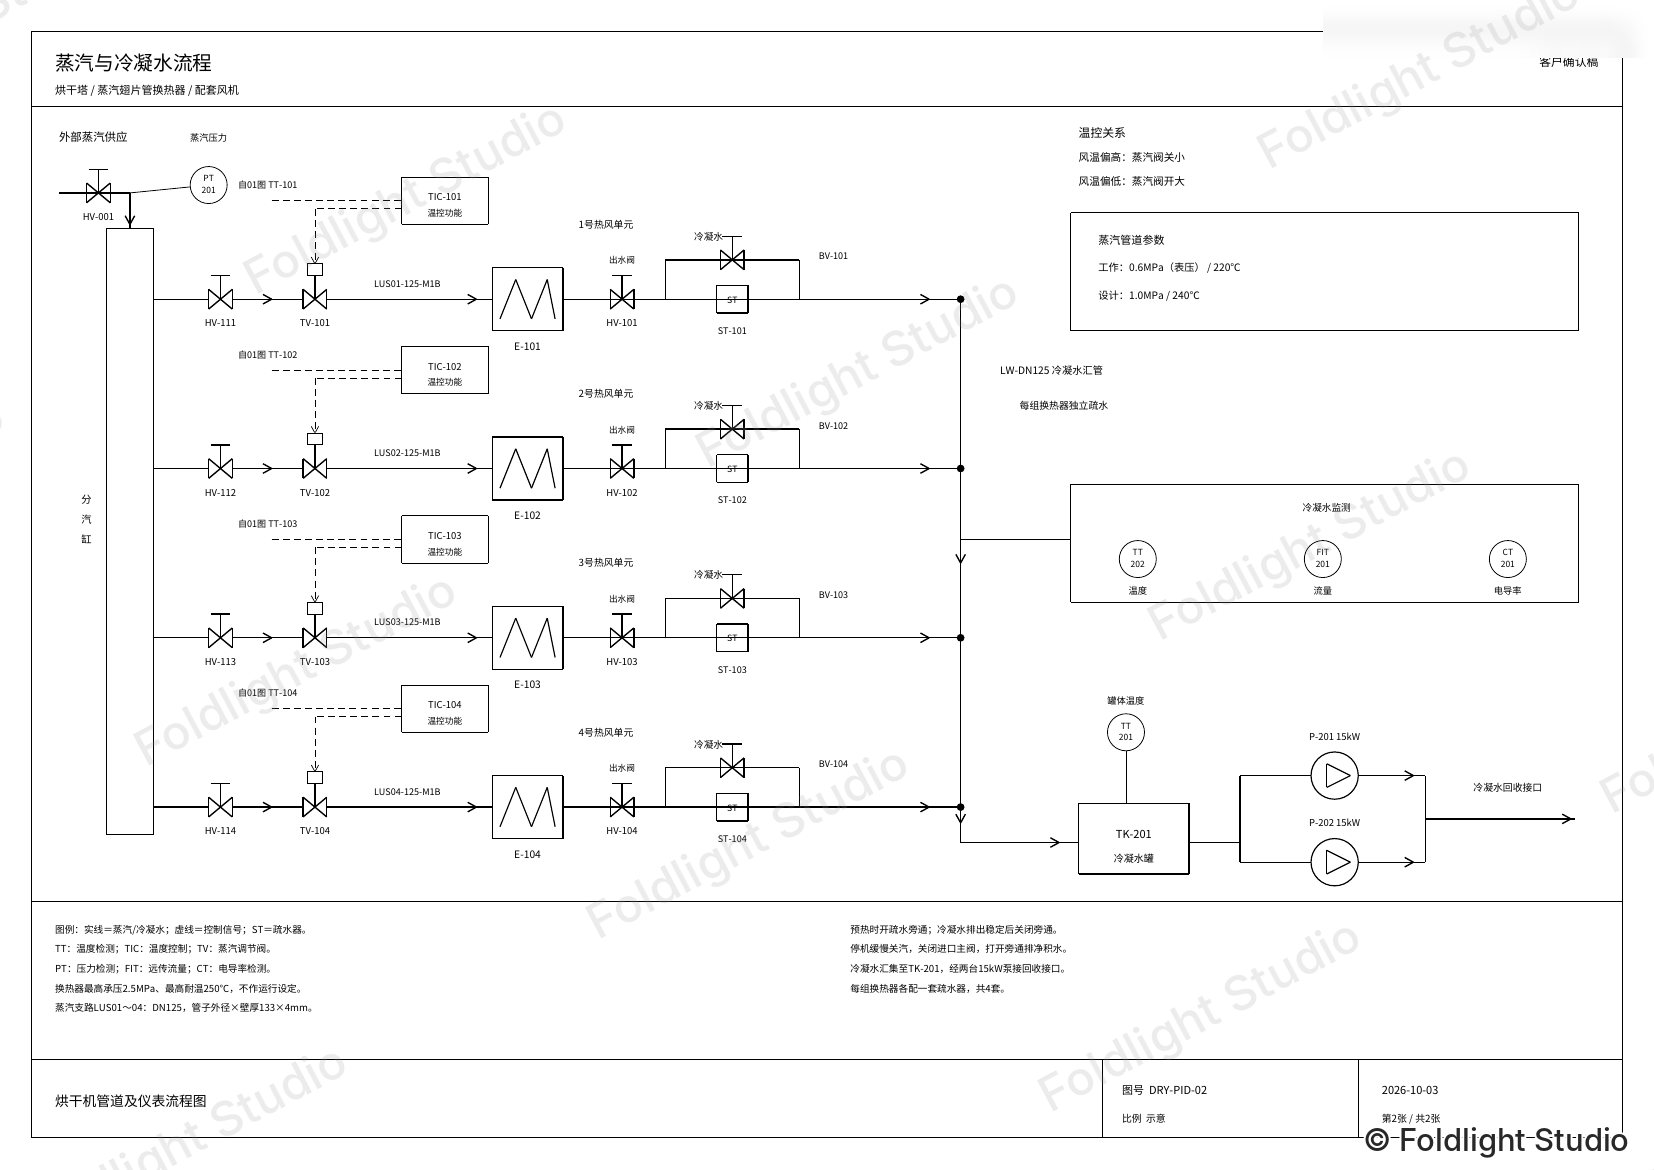 蒸汽与冷凝水流程
烘干塔 / 蒸汽翅片管换热器 / 配套风机
客户确认稿
外部蒸汽供应
蒸汽压力
PT
201
HV-001
分
汽
缸
自01图 TT-101
TIC-101
温控功能
1号热风单元
冷凝水
BV-101
出水阀
LUS01-125-M1B
ST
HV-111
TV-101
HV-101
ST-101
E-101
自01图 TT-102
TIC-102
温控功能
2号热风单元
冷凝水
BV-102
出水阀
LUS02-125-M1B
ST
HV-112
TV-102
HV-102
ST-102
E-102
自01图 TT-103
TIC-103
温控功能
3号热风单元
冷凝水
BV-103
出水阀
LUS03-125-M1B
ST
HV-113
TV-103
HV-103
ST-103
E-103
自01图 TT-104
TIC-104
温控功能
4号热风单元
冷凝水
BV-104
出水阀
LUS04-125-M1B
ST
HV-114
TV-104
HV-104
ST-104
E-104
温控关系
风温偏高：蒸汽阀关小
风温偏低：蒸汽阀开大
蒸汽管道参数
工作：0.6MPa（表压） / 220℃
设计：1.0MPa / 240℃
LW-DN125 冷凝水汇管
每组换热器独立疏水
冷凝水监测
TT
202
温度
FIT
201
流量
CT
201
电导率
罐体温度
TT
201
TK-201
冷凝水罐
P-201 15kW
P-202 15kW
冷凝水回收接口
图例：实线＝蒸汽/冷凝水；虚线＝控制信号；ST＝疏水器。
TT：温度检测；TIC：温度控制；TV：蒸汽调节阀。
PT：压力检测；FIT：远传流量；CT：电导率检测。
换热器最高承压2.5MPa、最高耐温250℃，不作运行设定。
蒸汽支路LUS01～04：DN125，管子外径×壁厚133×4mm。
预热时开疏水旁通；冷凝水排出稳定后关闭旁通。
停机缓慢关汽，关闭进口主阀，打开旁通排净积水。
冷凝水汇集至TK-201，经两台15kW泵接回收接口。
每组换热器各配一套疏水器，共4套。
烘干机管道及仪表流程图
图号 DRY-PID-02
比例 示意
2026-10-03
第2张 / 共2张
© Foldlight Studio
Foldlight Studio
Foldlight Studio
Foldlight Studio
Foldlight Studio
Foldlight Studio
Foldlight Studio
Foldlight Studio